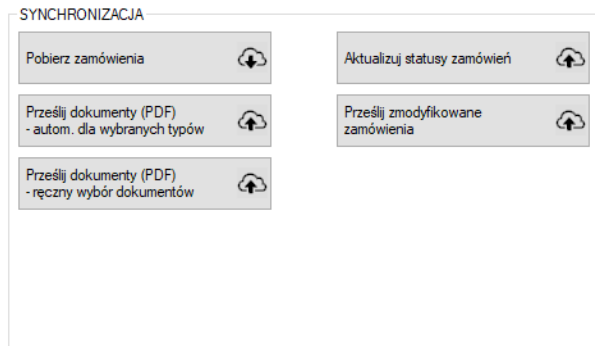 SYNCHRONIZACJA
Pobierz zamówienia
Aktualizuj statusy zamówień
Prześlij dokumenty (PDF)
- autom. dla wybranych typów
Prześlij zmodyfikowane
zamówienia
Prześlij dokumenty (PDF)
- ręczny wybór dokumentów